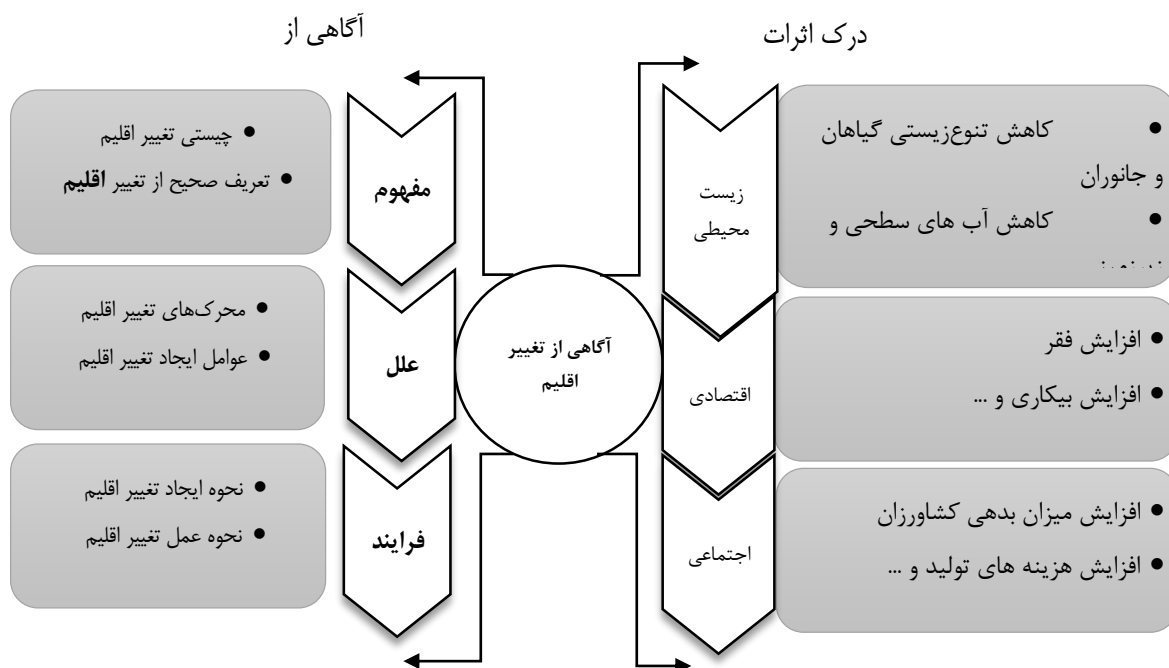 درک اثرات
آگاهی از
زیست
محیطی
• کاهش تنوع‌زیستی گیاهان
و جانوران
• کاهش آب های سطحی و
اقتصادی
• افزایش فقر
• افزایش بیکاری و ...
اجتماعی
• افزایش میزان بدهی کشاورزان
• افزایش هزینه های تولید و ...
آگاهی از تغییر
اقلیم
مفهوم
• چیستی تغییر اقلیم
• تعریف صحیح از تغییر اقلیم
علل
• محرک‌های تغییر اقلیم
• عوامل ایجاد تغییر اقلیم
فرایند
• نحوه ایجاد تغییر اقلیم
• نحوه عمل تغییر اقلیم